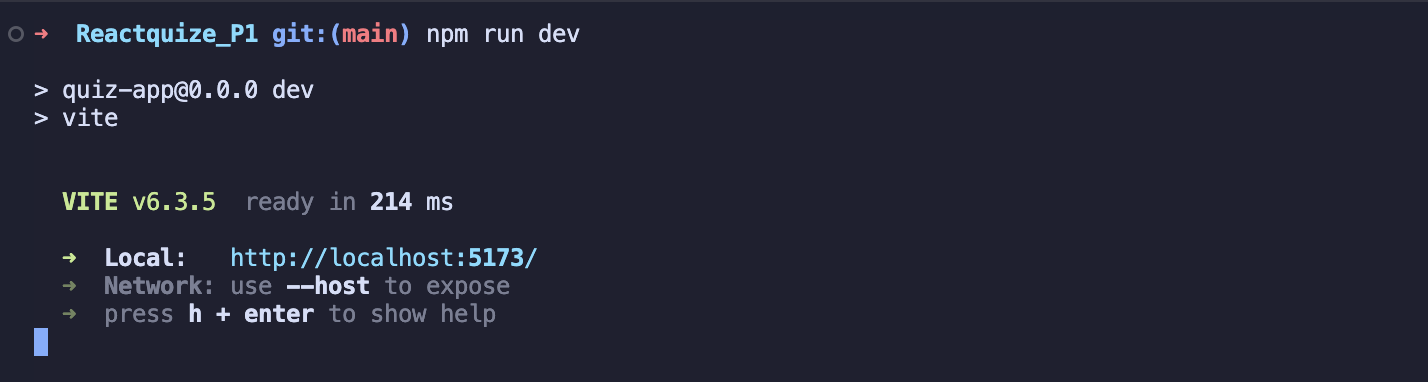 ➜ Reactquize_P1 git:(main) npm run dev
> quiz-app@0.0.0 dev
> vite
VITE v6.3.5 ready in 214 ms
➜ Local: http://localhost:5173/
➜ Network: use --host to expose
➜ press h + enter to show help